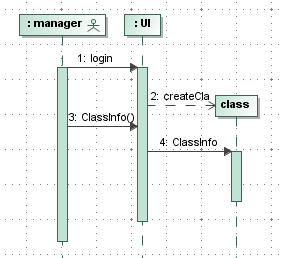 : manager
: UI
1: login
2: createCla
class
3: ClassInfo()
4: ClassInfo